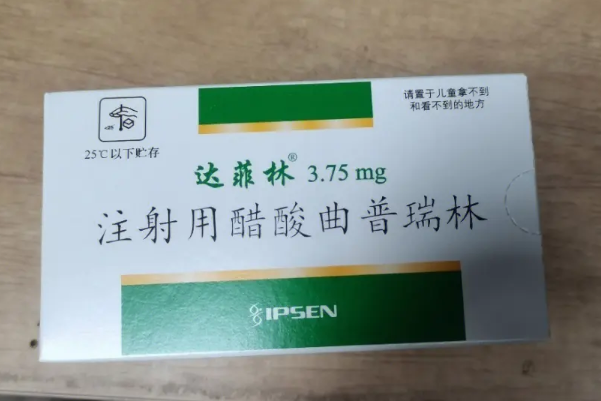 请置于儿童拿不到
和看不到的地方
<25
25℃以下贮存
达菲林® 3.75 mg
注射用醋酸曲普瑞林
IPSEN